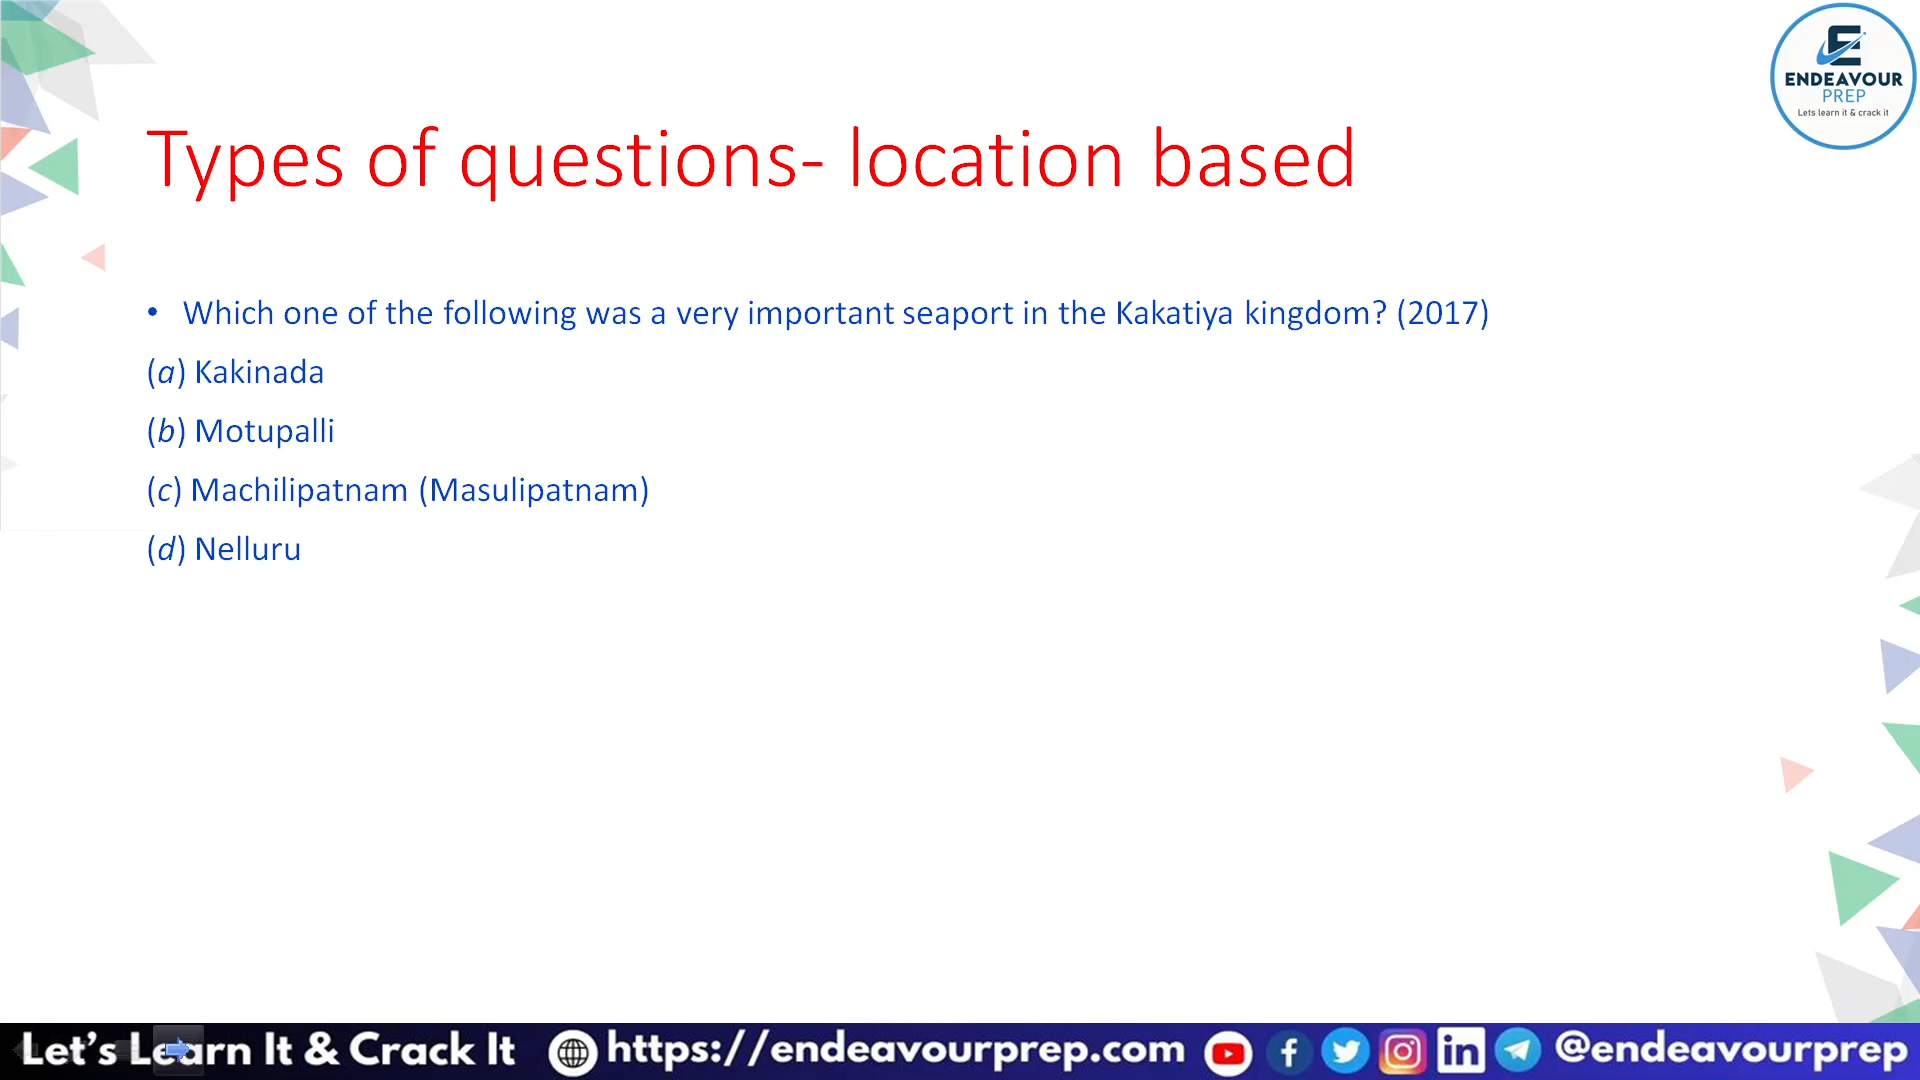 ENDEAVOUR
PREP
Lets learn it & crack it
Types of questions- location based
• Which one of the following was a very important seaport in the Kakatiya kingdom? (2017)
(a) Kakinada
(b) Motupalli
(c) Machilipatnam (Masulipatnam)
(d) Nelluru
Let's Learn It & Crack It https://endeavourprep.com @endeavourprep